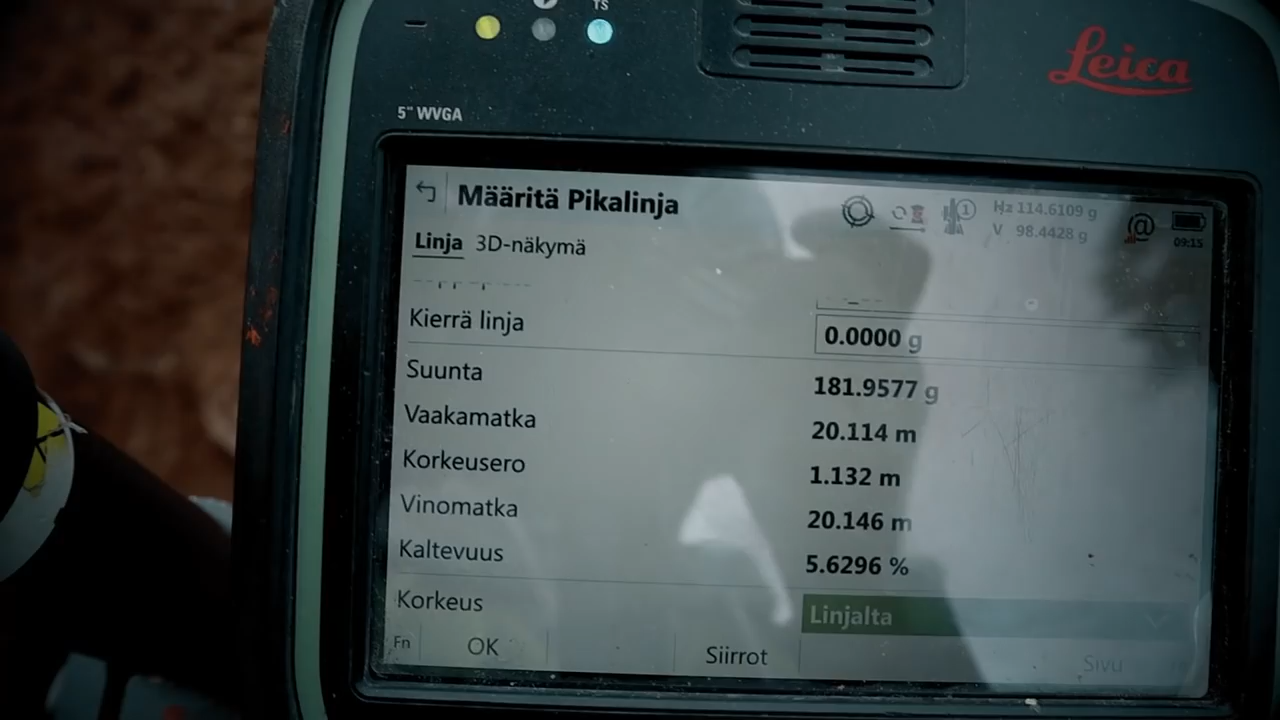 TS
Leica
5" WVGA
Määritä Pikalinja
1
Hz 114.6109 g
V 98.4428 g
@
09:15
Linja 3D-näkymä
Kierrä linja 0.0000 g
Suunta 181.9577 g
Vaakamatka 20.114 m
Korkeusero 1.132 m
Vinomatka 20.146 m
Kaltevuus 5.6296 %
Korkeus Linjalta
Fn OK Siirrot Sivu